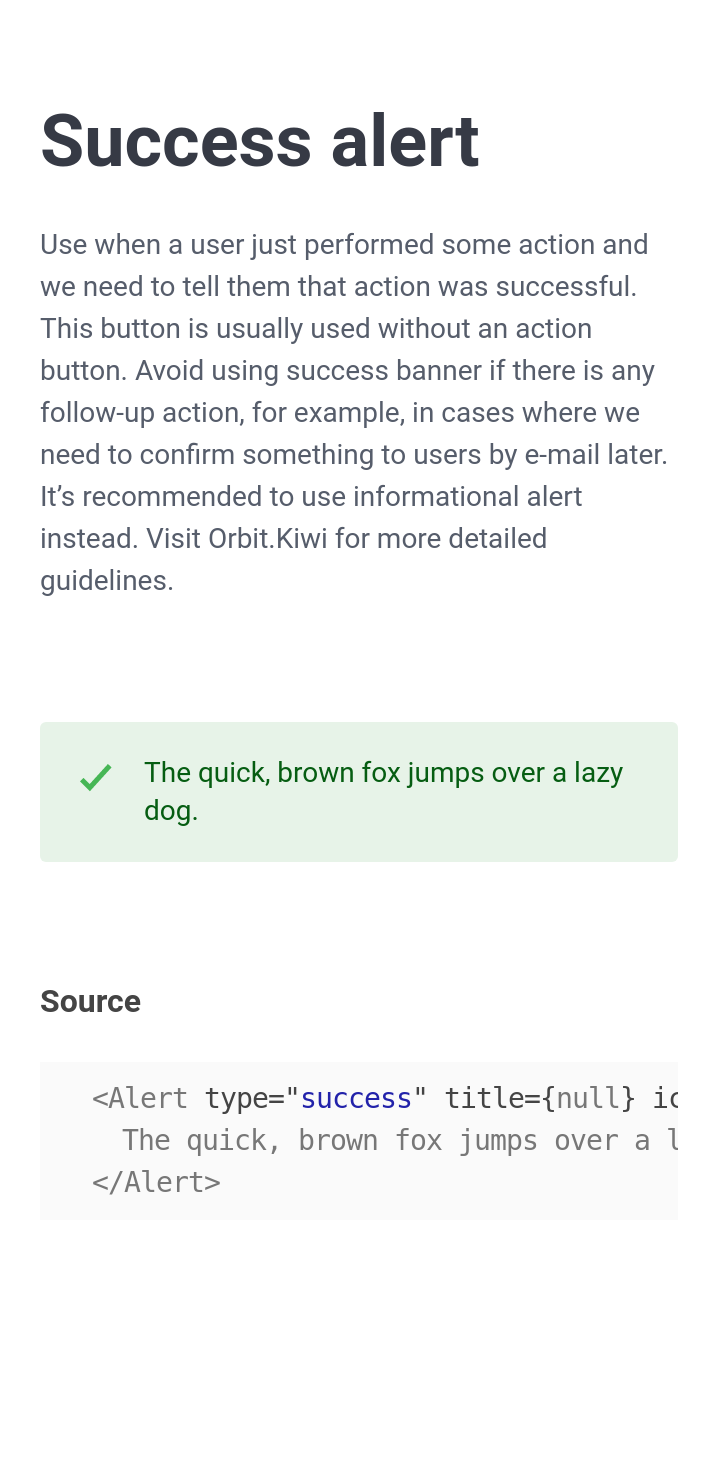 Success alert
Use when a user just performed some action and
we need to tell them that action was successful.
This button is usually used without an action
button. Avoid using success banner if there is any
follow-up action, for example, in cases where we
need to confirm something to users by e-mail later.
It’s recommended to use informational alert
instead. Visit Orbit.Kiwi for more detailed
guidelines.
The quick, brown fox jumps over a lazy
dog.
Source
<Alert type="success" title={null} ic
The quick, brown fox jumps over a l
</Alert>